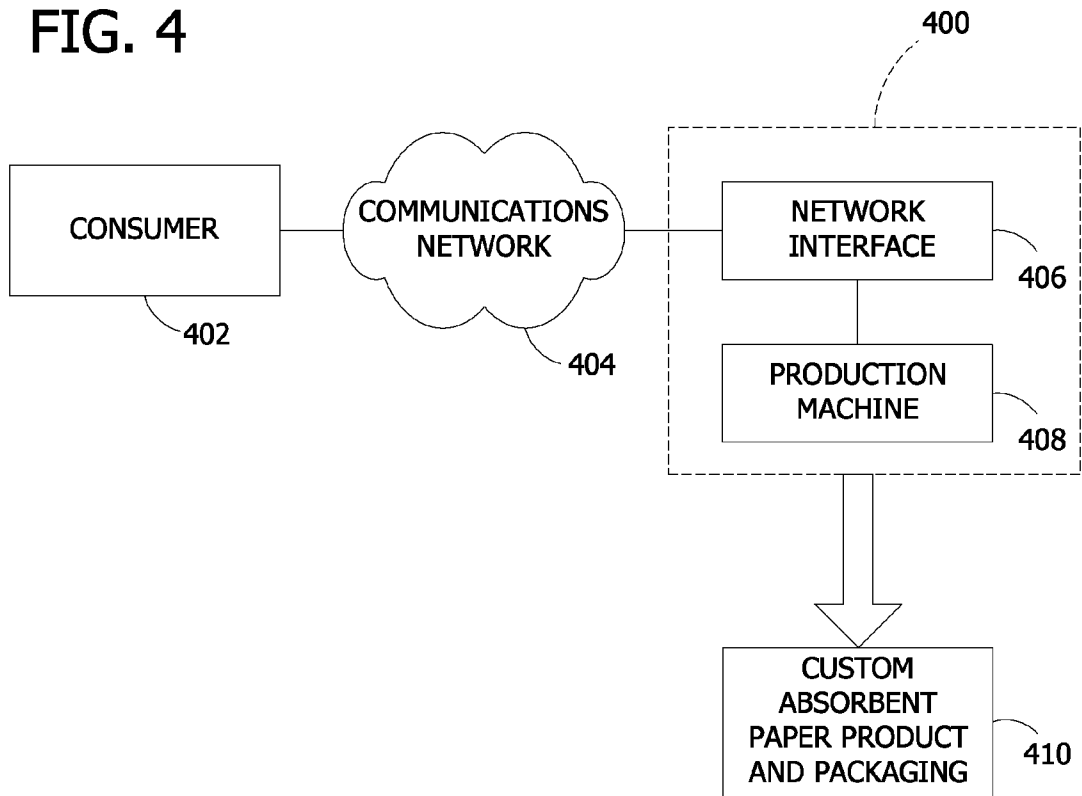 FIG. 4
400
CONSUMER
402
COMMUNICATIONS
NETWORK
404
NETWORK
INTERFACE
406
PRODUCTION
MACHINE
408
CUSTOM
ABSORBENT
PAPER PRODUCT
AND PACKAGING
410